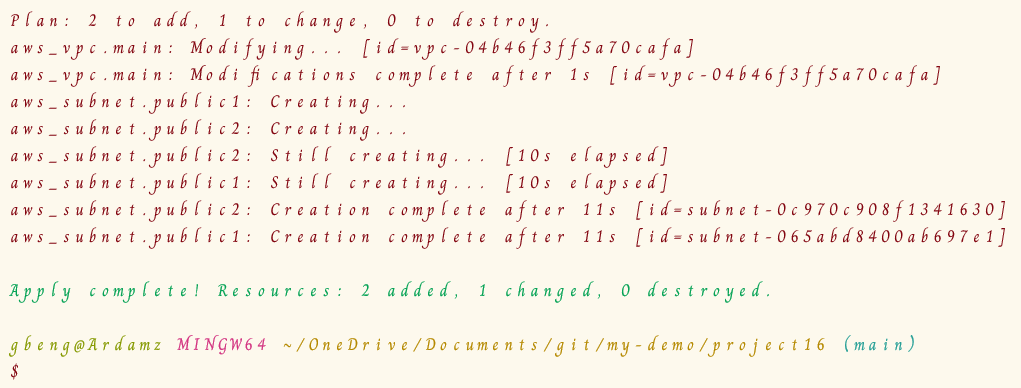 Plan: 2 to add, 1 to change, 0 to destroy.
aws_vpc.main: Modifying... [id=vpc-04b46f3ff5a70cafa]
aws_vpc.main: Modifications complete after 1s [id=vpc-04b46f3ff5a70cafa]
aws_subnet.public1: Creating...
aws_subnet.public2: Creating...
aws_subnet.public2: Still creating... [10s elapsed]
aws_subnet.public1: Still creating... [10s elapsed]
aws_subnet.public2: Creation complete after 11s [id=subnet-0c970c908f1341630]
aws_subnet.public1: Creation complete after 11s [id=subnet-065abd8400ab697e1]
Apply complete! Resources: 2 added, 1 changed, 0 destroyed.
gbeng@Ardamz MINGW64 ~/OneDrive/Documents/git/my-demo/project16 (main)
$